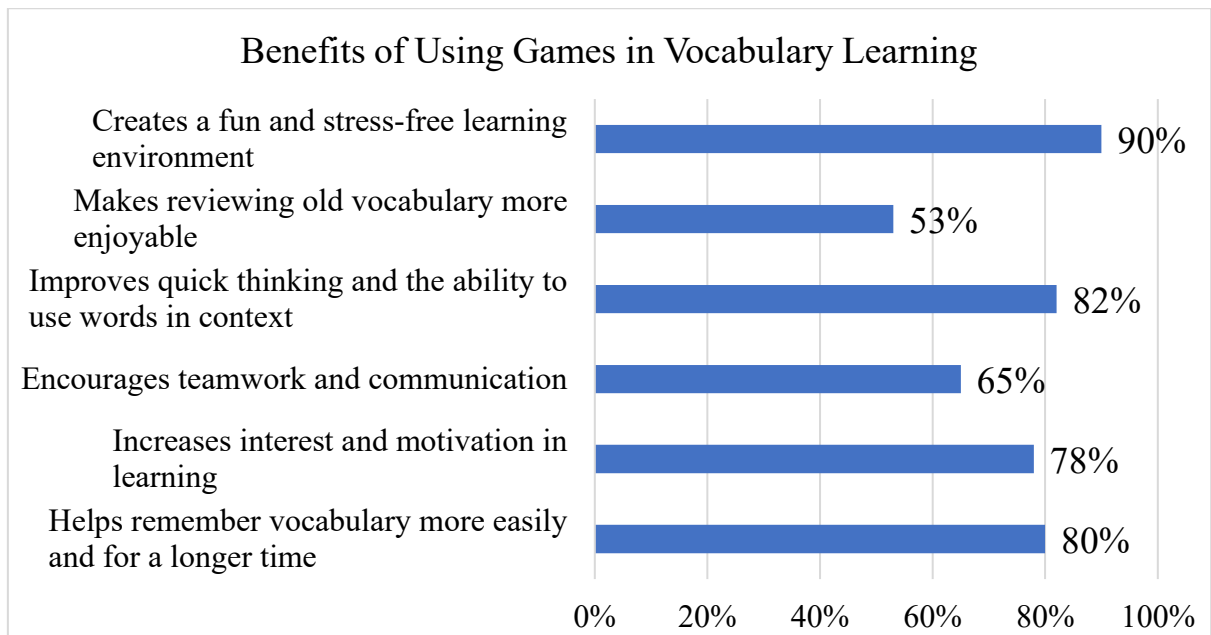 Benefits of Using Games in Vocabulary Learning
Creates a fun and stress-free learning
environment
90%
Makes reviewing old vocabulary more
enjoyable
53%
Improves quick thinking and the ability to
use words in context
82%
Encourages teamwork and communication
65%
Increases interest and motivation in
learning
78%
Helps remember vocabulary more easily
and for a longer time
80%
0% 20% 40% 60% 80% 100%